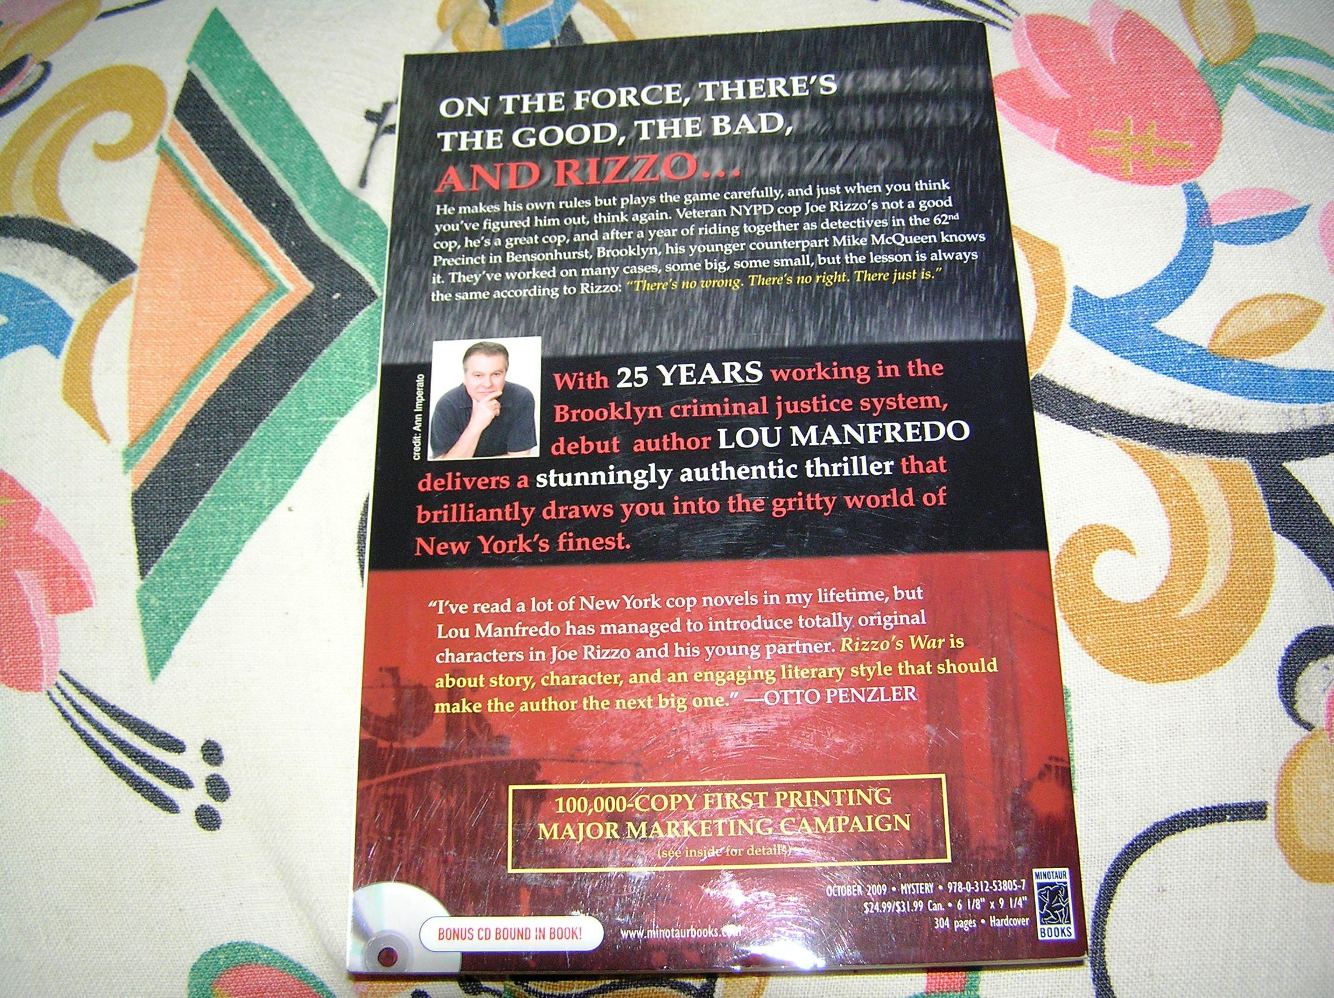 ON THE FORCE, THERE'S
THE GOOD, THE BAD,
AND RIZZO...
He makes his own rules but plays the game carefully, and just when you think
you've figured him out, think again. Veteran NYPD cop Joe Rizzo's not a good
cop, he's a great cop, and after a year of riding together as detectives in the 62nd
Precinct in Bensonhurst, Brooklyn, his younger counterpart Mike McQueen knows
it. They've worked on many cases, some big, some small, but the lesson is always
the same according to Rizzo: "There's no wrong. There's no right. There just is."
credit: Ann Imperato
With 25 YEARS working in the
Brooklyn criminal justice system,
debut author LOU MANFREDO
delivers a stunningly authentic thriller that
brilliantly draws you into the gritty world of
New York's finest.
"I've read a lot of New York cop novels in my lifetime, but
Lou Manfredo has managed to introduce totally original
characters in Joe Rizzo and his young partner. Rizzo's War is
about story, character, and an engaging literary style that should
make the author the next big one." —OTTO PENZLER
100,000-COPY FIRST PRINTING
MAJOR MARKETING CAMPAIGN
(see inside for details)
OCTOBER 2009 • MYSTERY • 978-0-312-53805-7
$24.99/$31.99 Can. • 6 1/8" x 9 1/4"
304 pages • Hardcover
MINOTAUR
BOOKS
BONUS CD BOUND IN BOOK!
www.minotaurbooks.com